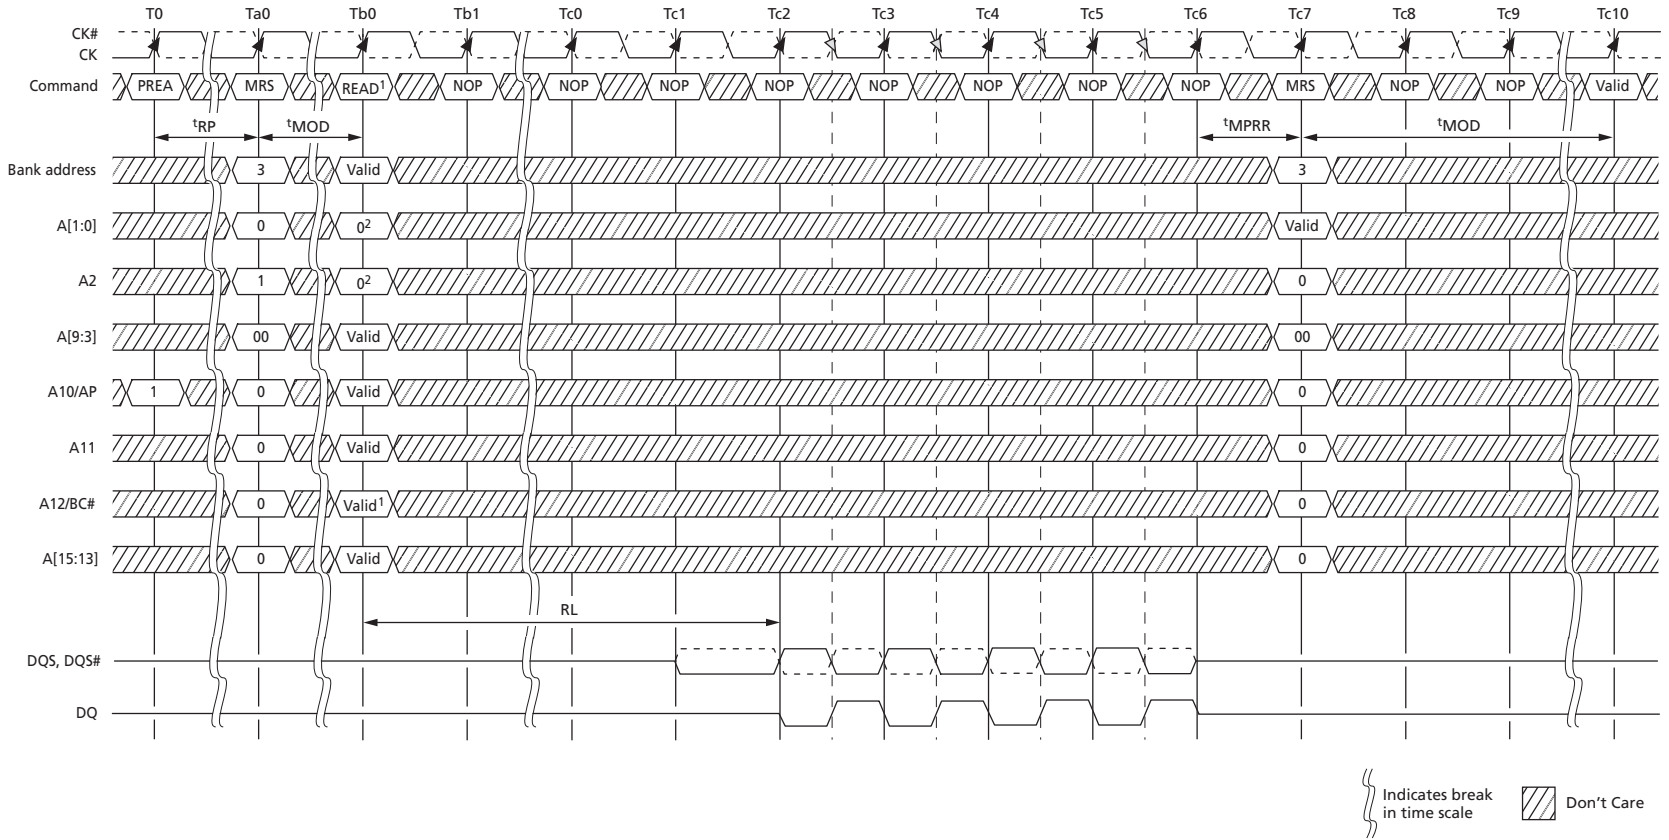 T0 Ta0 Tb0 Tb1 Tc0 Tc1 Tc2 Tc3 Tc4 Tc5 Tc6 Tc7 Tc8 Tc9 Tc10
CK#
CK
Command PREA MRS READ1 NOP NOP NOP NOP NOP NOP NOP NOP MRS NOP NOP Valid
tRP tMOD tMPRR tMOD
Bank address 3 Valid 3
A[1:0] 0 02 Valid
A2 1 02 0
A[9:3] 00 Valid 00
A10/AP 1 0 Valid 0
A11 0 Valid 0
A12/BC# 0 Valid1 0
A[15:13] 0 Valid 0
RL
DQS, DQS#
DQ
Indicates break
in time scale
Don't Care